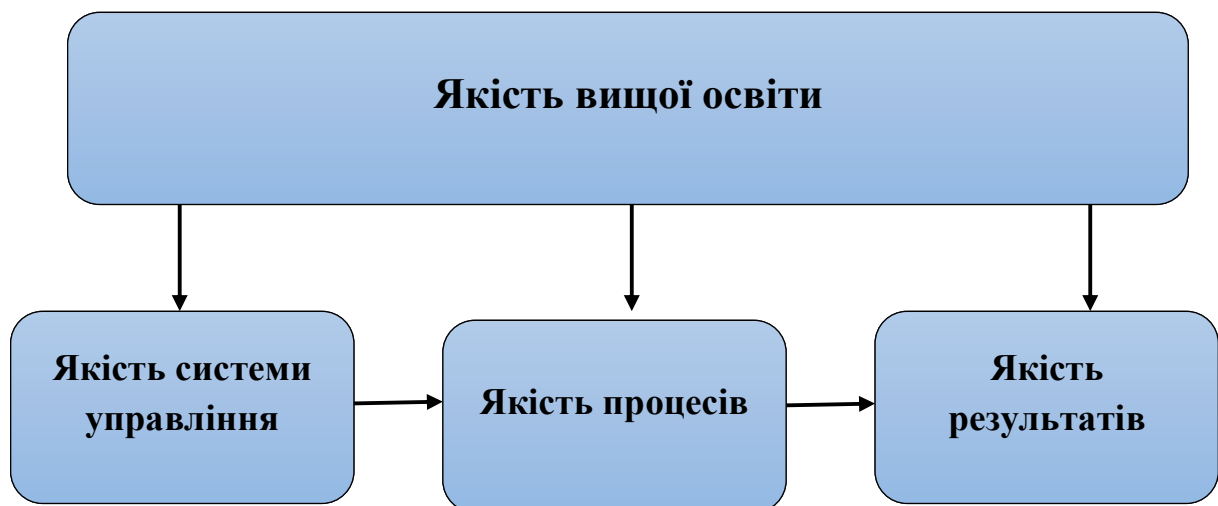 Якість вищої освіти
Якість системи
управління
Якість процесів
Якість
результатів